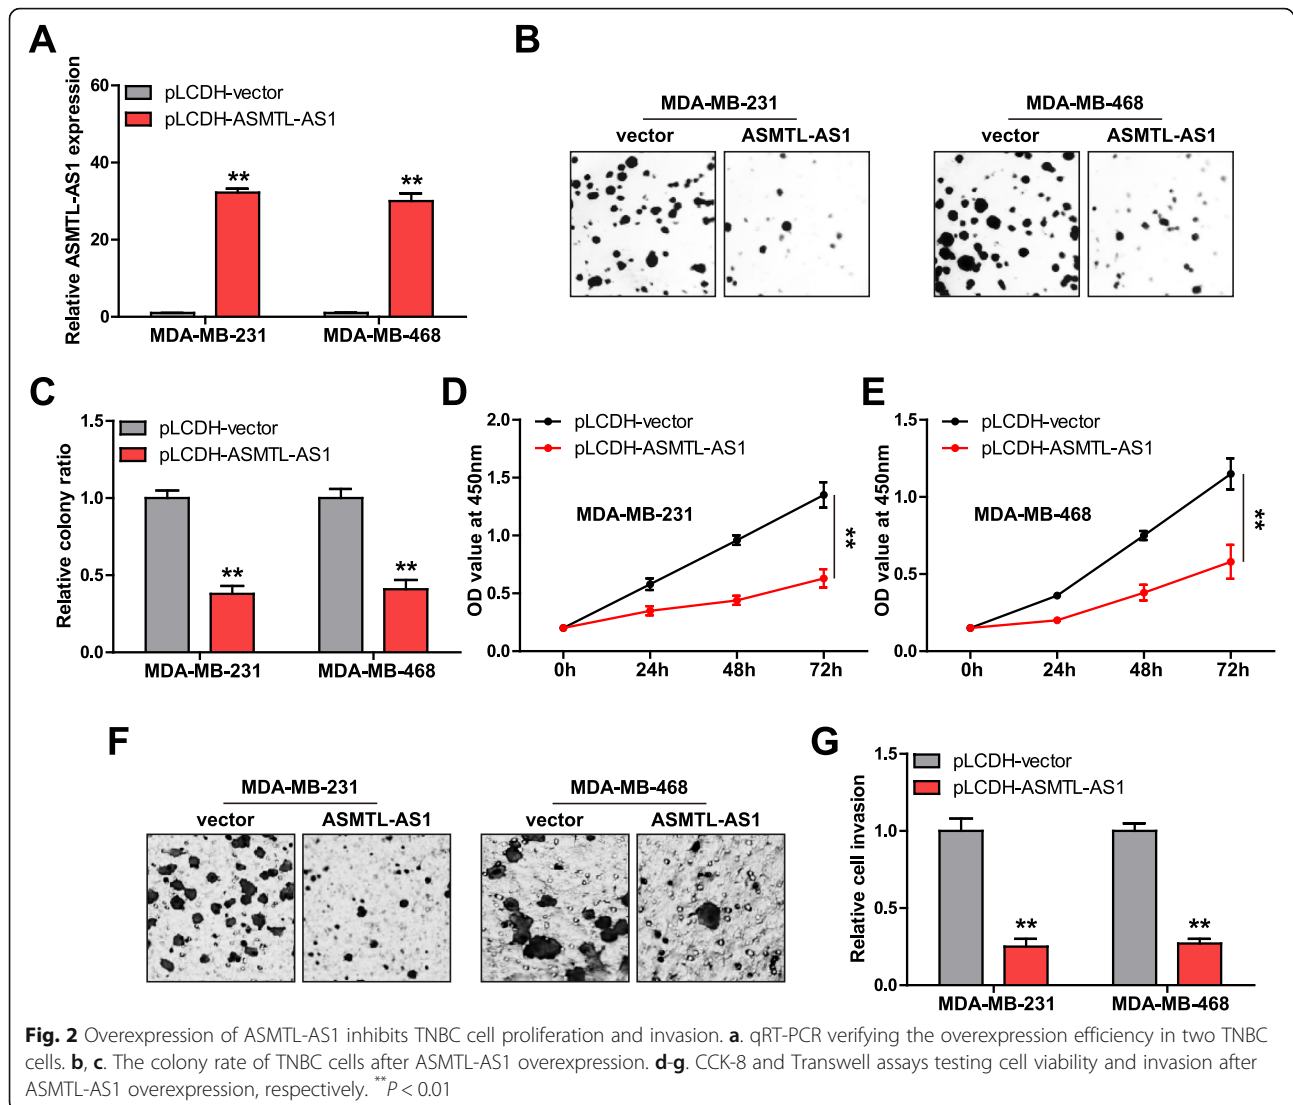 A
Relative ASMTL-AS1 expression
60
40
20
0
pLCDH-vector
pLCDH-ASMTL-AS1
**
**
MDA-MB-231
MDA-MB-468
B
MDA-MB-231
MDA-MB-468
vector
ASMTL-AS1
vector
ASMTL-AS1
C
Relative colony ratio
1.5
1.0
0.5
0.0
pLCDH-vector
pLCDH-ASMTL-AS1
**
**
MDA-MB-231
MDA-MB-468
D
OD value at 450nm
2.0
1.5
1.0
0.5
0.0
pLCDH-vector
pLCDH-ASMTL-AS1
MDA-MB-231
**
0h
24h
48h
72h
E
OD value at 450nm
1.5
1.0
0.5
0.0
pLCDH-vector
pLCDH-ASMTL-AS1
MDA-MB-468
**
0h
24h
48h
72h
F
MDA-MB-231
MDA-MB-468
vector
ASMTL-AS1
vector
ASMTL-AS1
G
Relative cell invasion
1.5
1.0
0.5
0.0
pLCDH-vector
pLCDH-ASMTL-AS1
**
**
MDA-MB-231
MDA-MB-468
Fig. 2 Overexpression of ASMTL-AS1 inhibits TNBC cell proliferation and invasion. a. qRT-PCR verifying the overexpression efficiency in two TNBC
cells. b, c. The colony rate of TNBC cells after ASMTL-AS1 overexpression. d-g. CCK-8 and Transwell assays testing cell viability and invasion after
ASMTL-AS1 overexpression, respectively. **P < 0.01